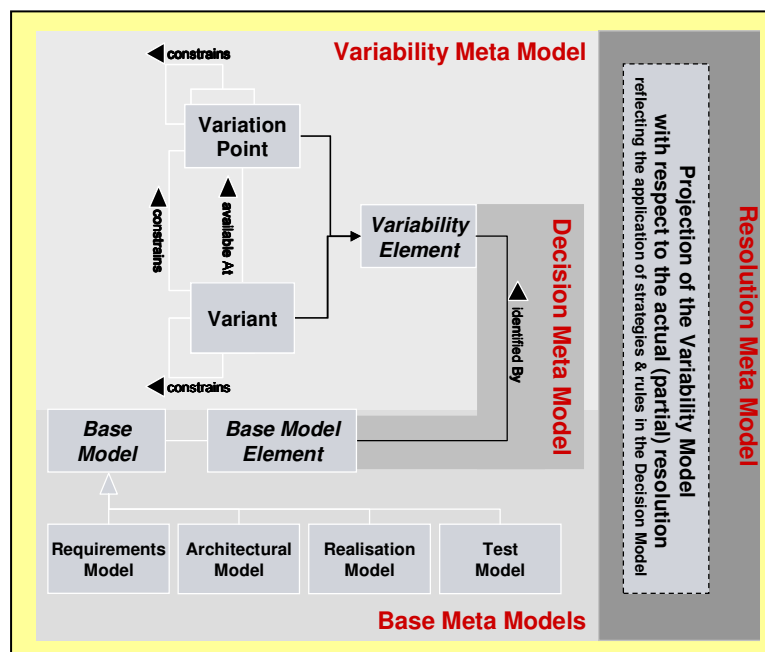 constrains
Variability Meta Model
Variation
Point
constrains
available At
Variability
Element
Variant
constrains
Decision Meta Model
identified By
Base
Model
Base Model
Element
Requirements
Model
Architectural
Model
Realisation
Model
Test
Model
Base Meta Models
Projection of the Variability Model
with respect to the actual (partial) resolution
reflecting the application of strategies & rules in the Decision Model
Resolution Meta Model